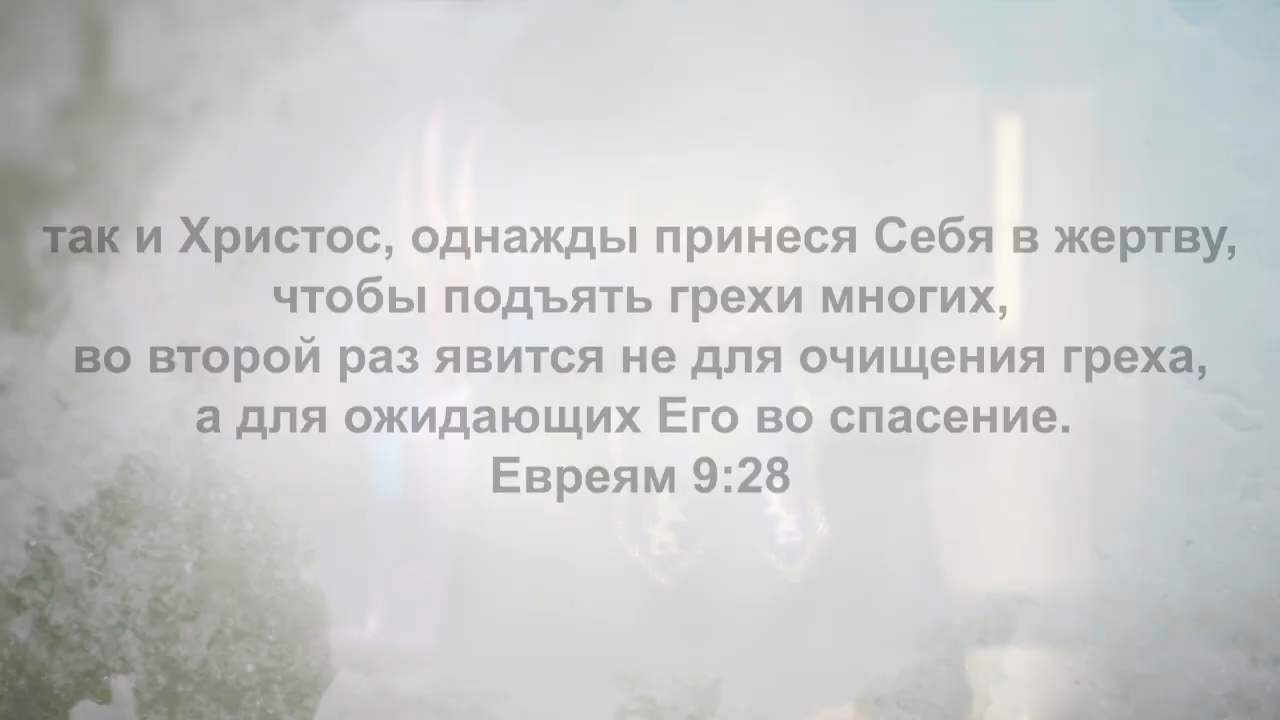 так и Христос, однажды принеся Себя в жертву,
чтобы подъять грехи многих,
во второй раз явится не для очищения греха,
а для ожидающих Его во спасение.
Евреям 9:28